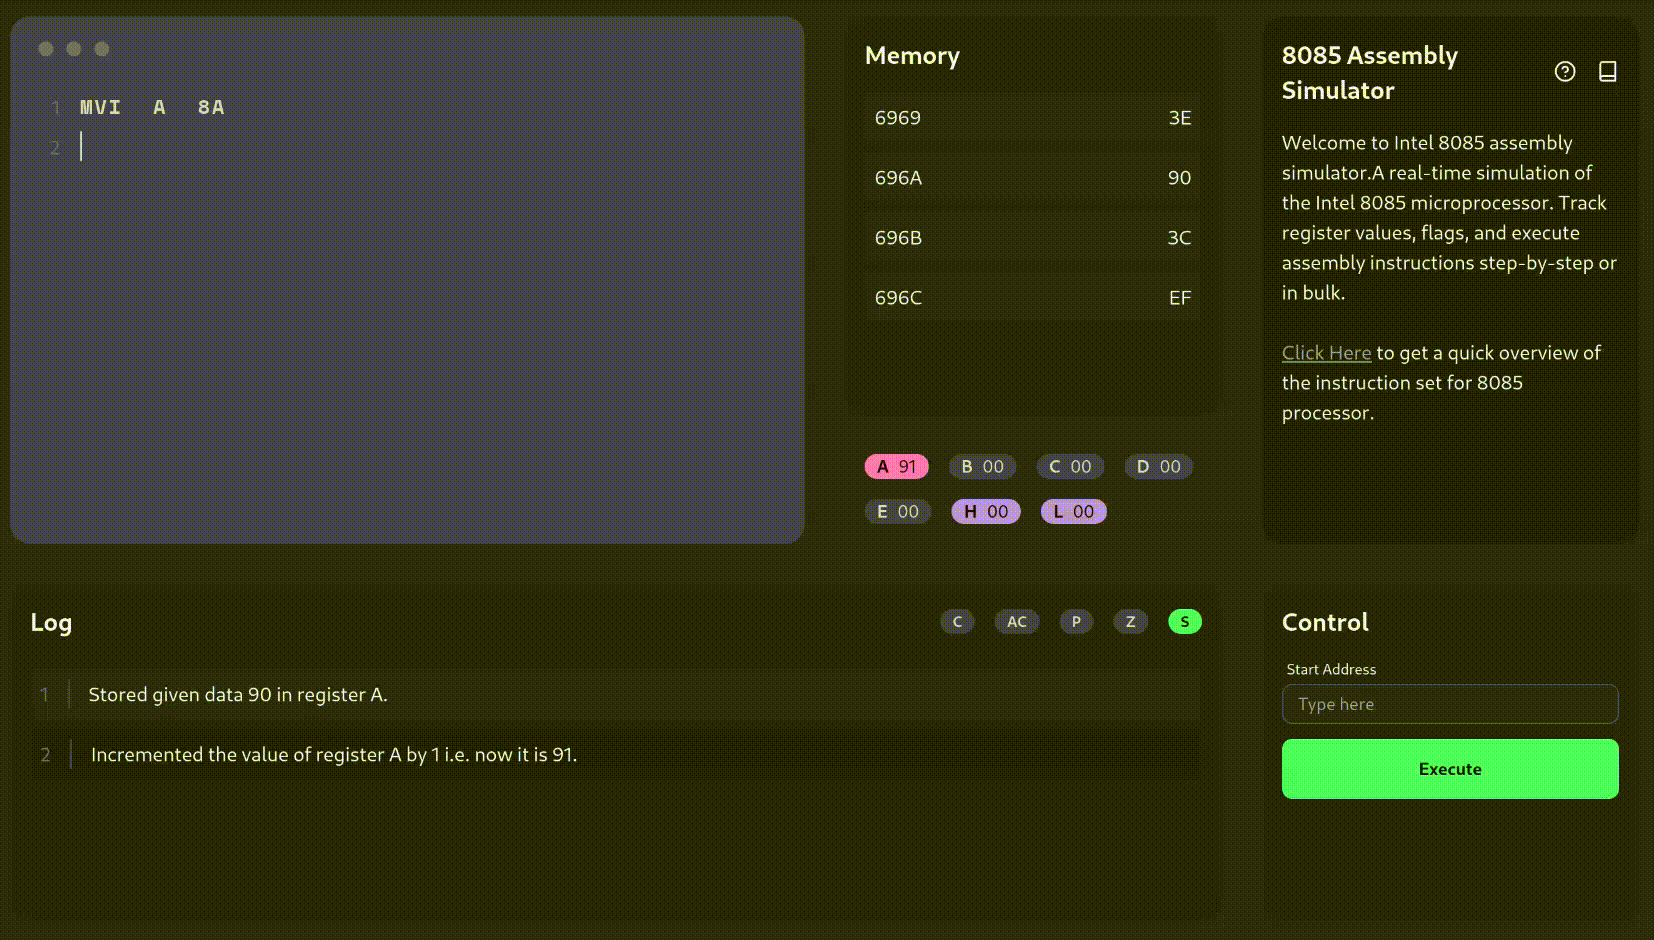 1 MVI A 8A
2
Memory
6969 3E
696A 90
696B 3C
696C EF
A 91 B 00 C 00 D 00
E 00 H 00 L 00
8085 Assembly
Simulator
Welcome to Intel 8085 assembly
simulator.A real-time simulation of
the Intel 8085 microprocessor. Track
register values, flags, and execute
assembly instructions step-by-step or
in bulk.
Click Here to get a quick overview of
the instruction set for 8085
processor.
Log
C AC P Z S
1 Stored given data 90 in register A.
2 Incremented the value of register A by 1 i.e. now it is 91.
Control
Start Address
Type here
Execute